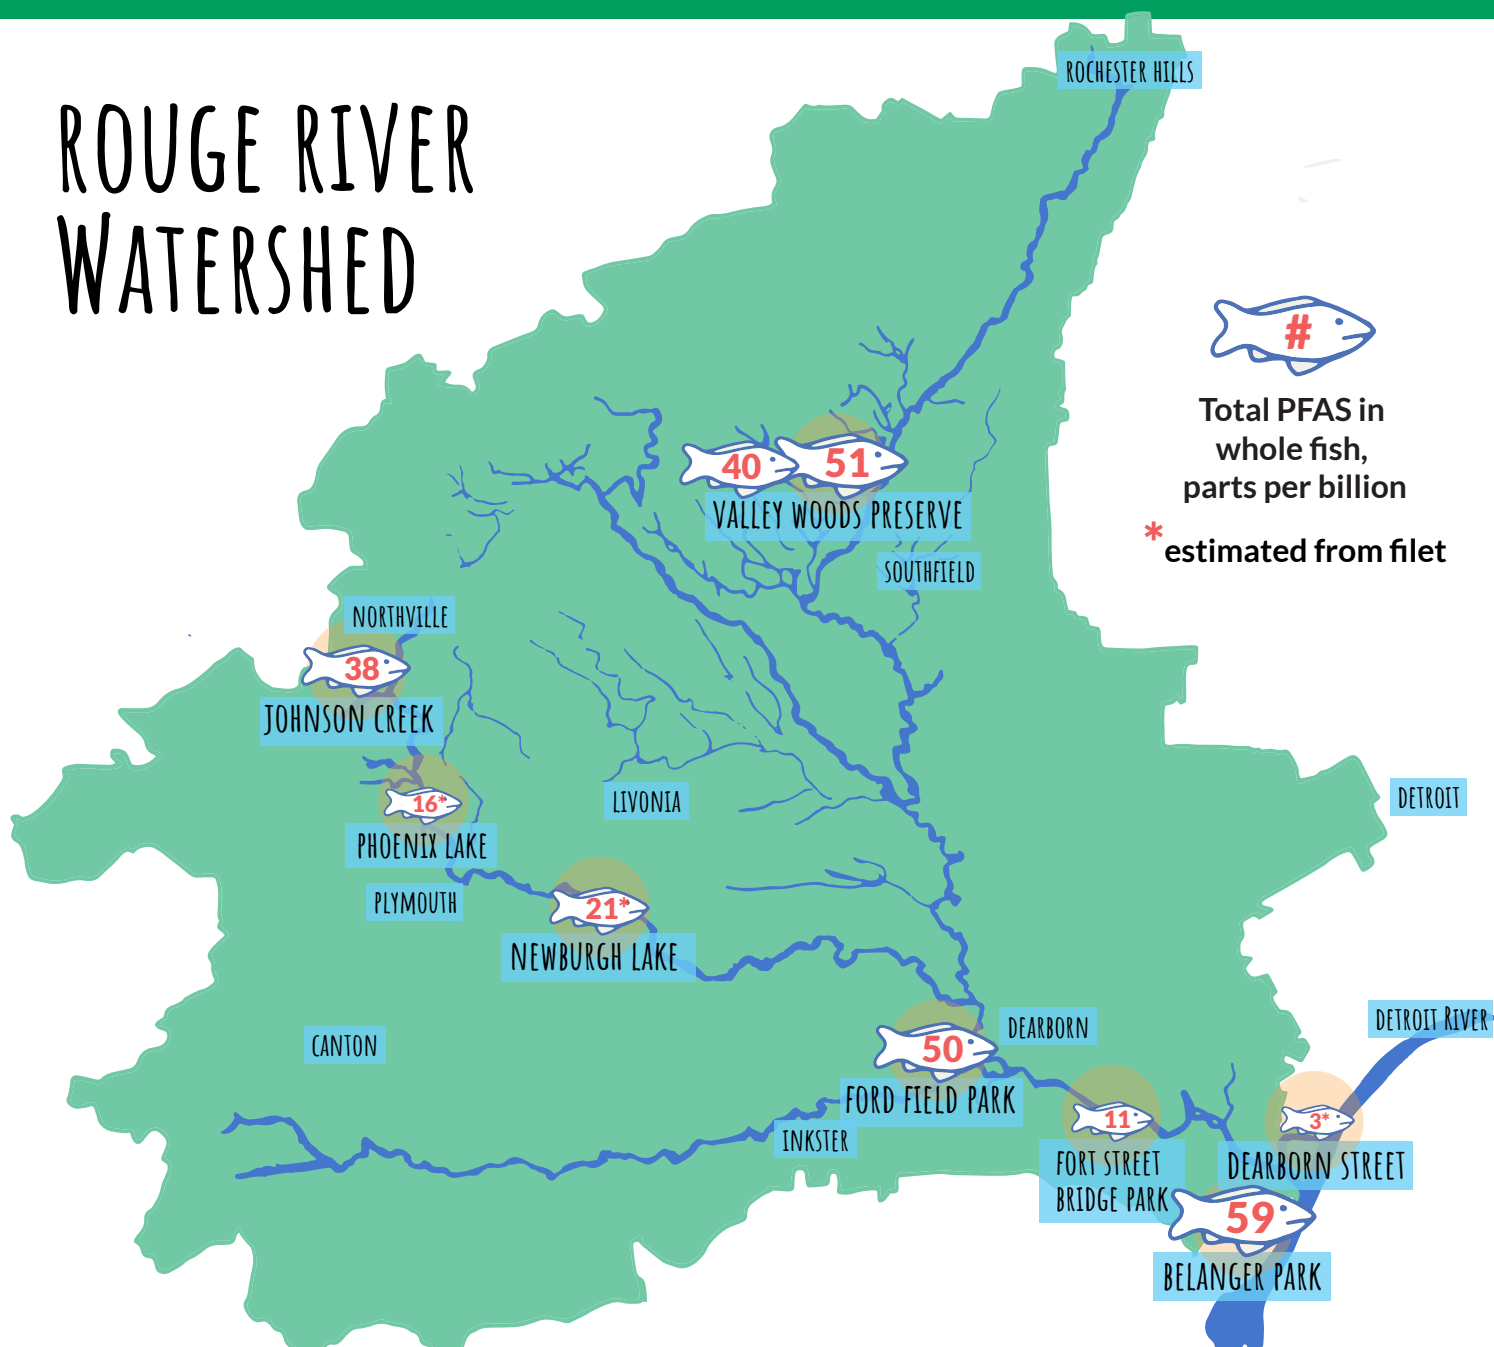 ROUGE RIVER
WATERSHED
ROCHESTER HILLS
#
Total PFAS in
whole fish,
parts per billion
*estimated from filet
40
51
VALLEY WOODS PRESERVE
SOUTHFIELD
NORTHVILLE
38
JOHNSON CREEK
16*
PHOENIX LAKE
LIVONIA
DETROIT
PLYMOUTH
21*
NEWBURGH LAKE
CANTON
DETROIT RIVER
DEARBORN
50
FORD FIELD PARK
INKSTER
11
FORT STREET
BRIDGE PARK
3*
DEARBORN STREET
59
BELANGER PARK